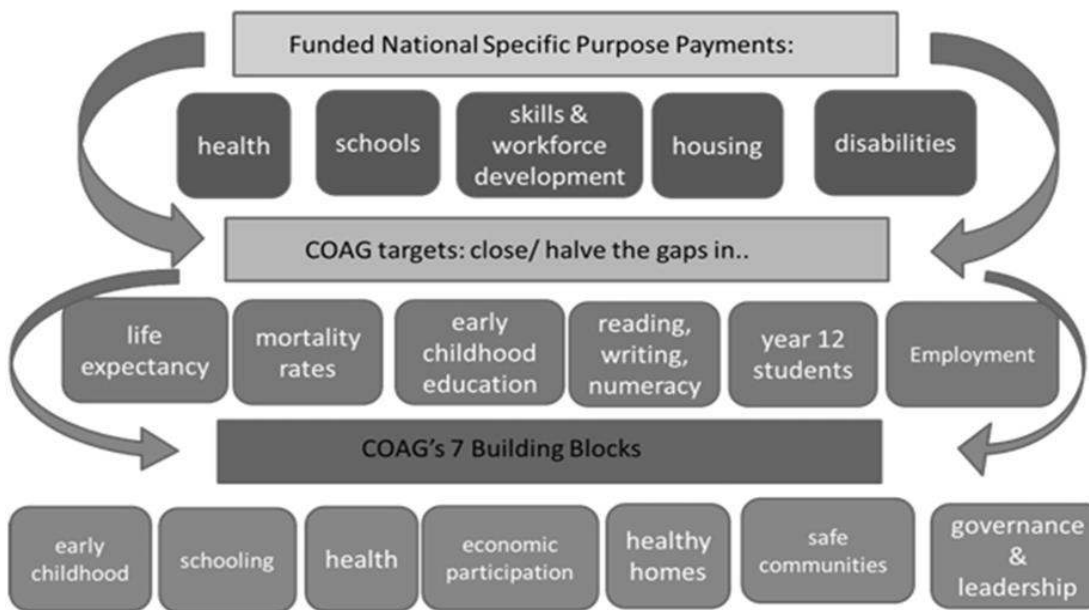 Funded National Specific Purpose Payments:
health
schools
skills &
workforce
development
housing
disabilities
COAG targets: close/ halve the gaps in..
life
expectancy
mortality
rates
early
childhood
education
reading,
writing,
numeracy
year 12
students
Employment
COAG's 7 Building Blocks
early
childhood
schooling
health
economic
participation
healthy
homes
safe
communities
governance
&
leadership